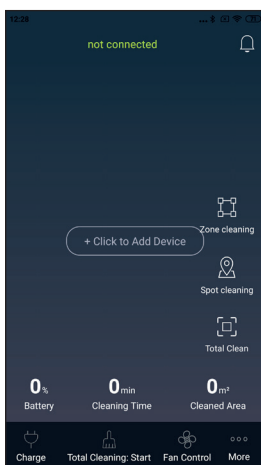 12:28
not connected
Zone cleaning
+ Click to Add Device
Spot cleaning
Total Clean
0% 0min 0m²
Battery Cleaning Time Cleaned Area
Charge Total Cleaning: Start Fan Control More